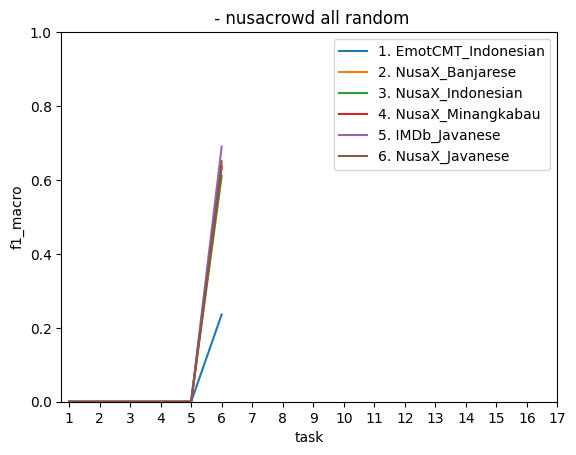 - nusacrowd all random
1.0
0.8
0.6
0.4
0.2
0.0
f1_macro
1. EmotCMT_Indonesian
2. NusaX_Banjarese
3. NusaX_Indonesian
4. NusaX_Minangkabau
5. IMDb_Javanese
6. NusaX_Javanese
1 2 3 4 5 6 7 8 9 10 11 12 13 14 15 16 17
task